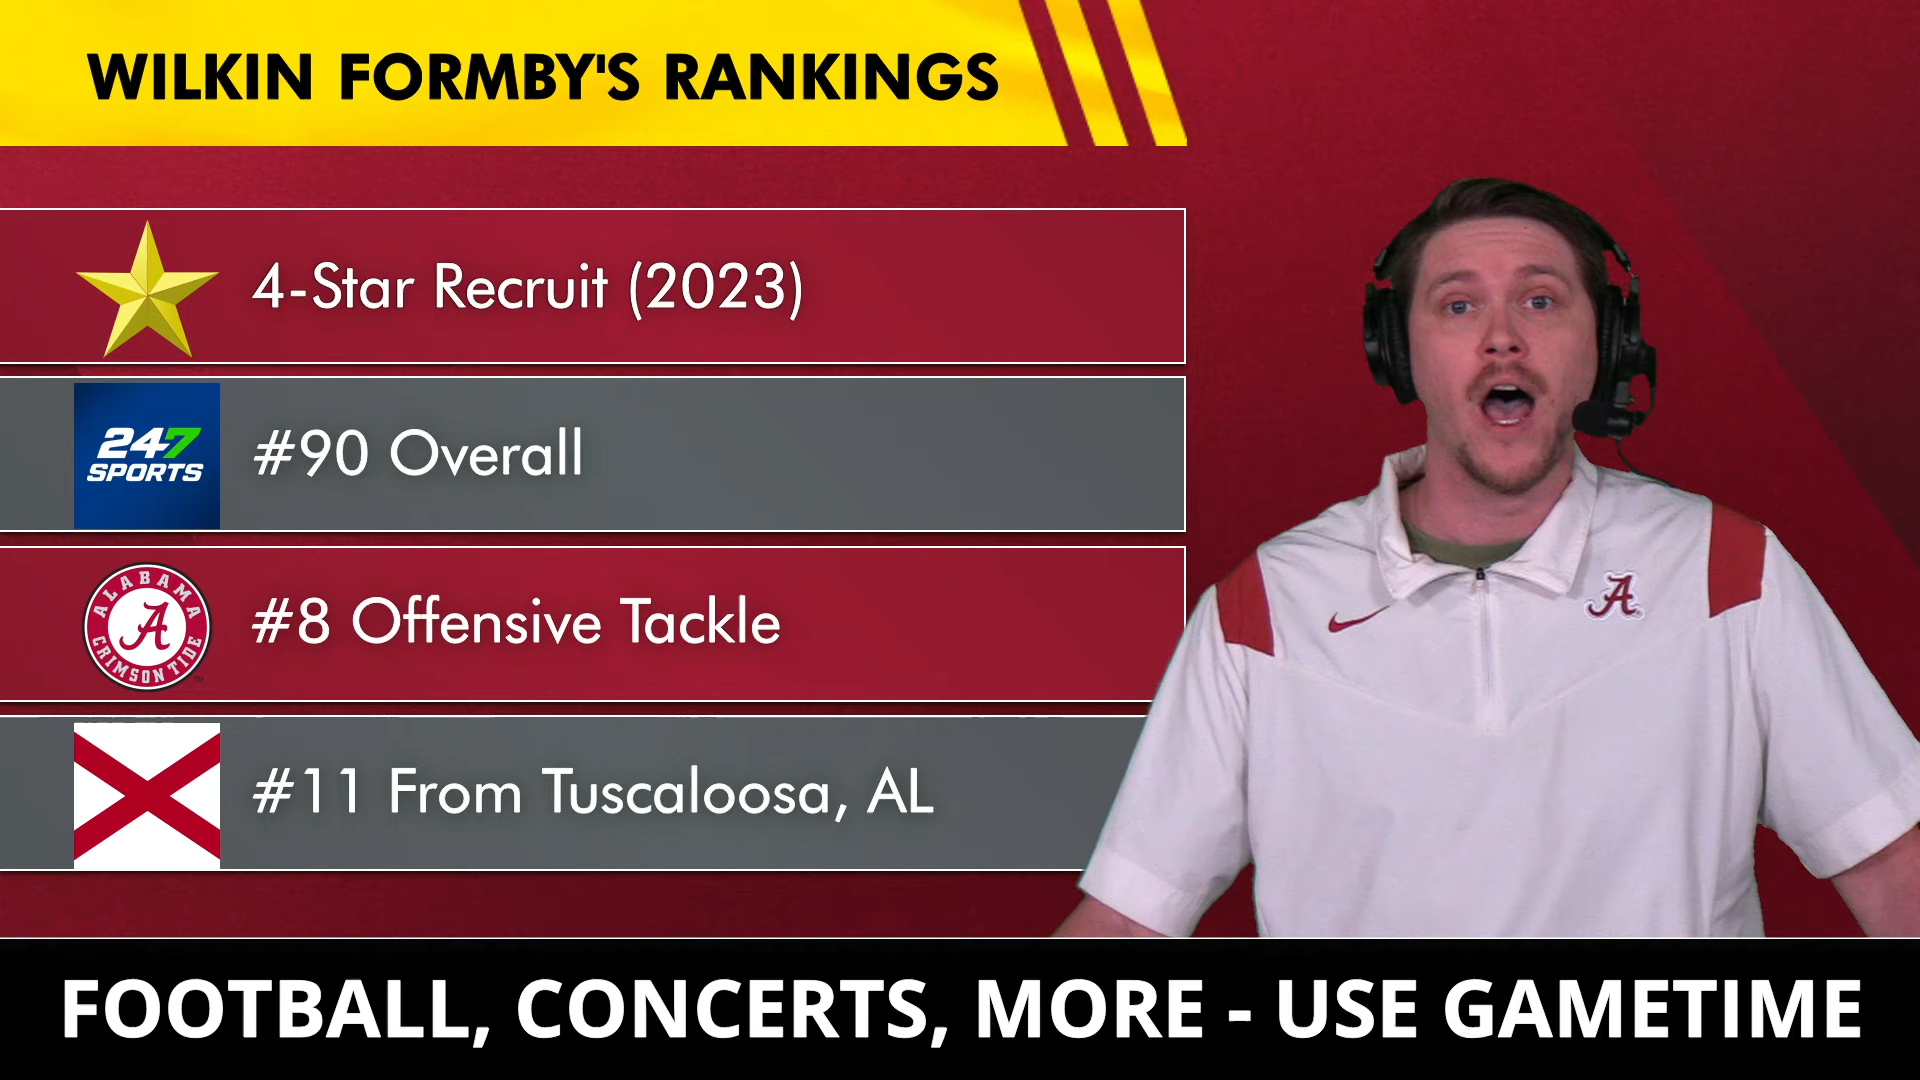 WILKIN FORMBY'S RANKINGS
4-Star Recruit (2023)
247
SPORTS
#90 Overall
ALABAMA
A
CRIMSON TIDE
#8 Offensive Tackle
#11 From Tuscaloosa, AL
A
FOOTBALL, CONCERTS, MORE - USE GAMETIME